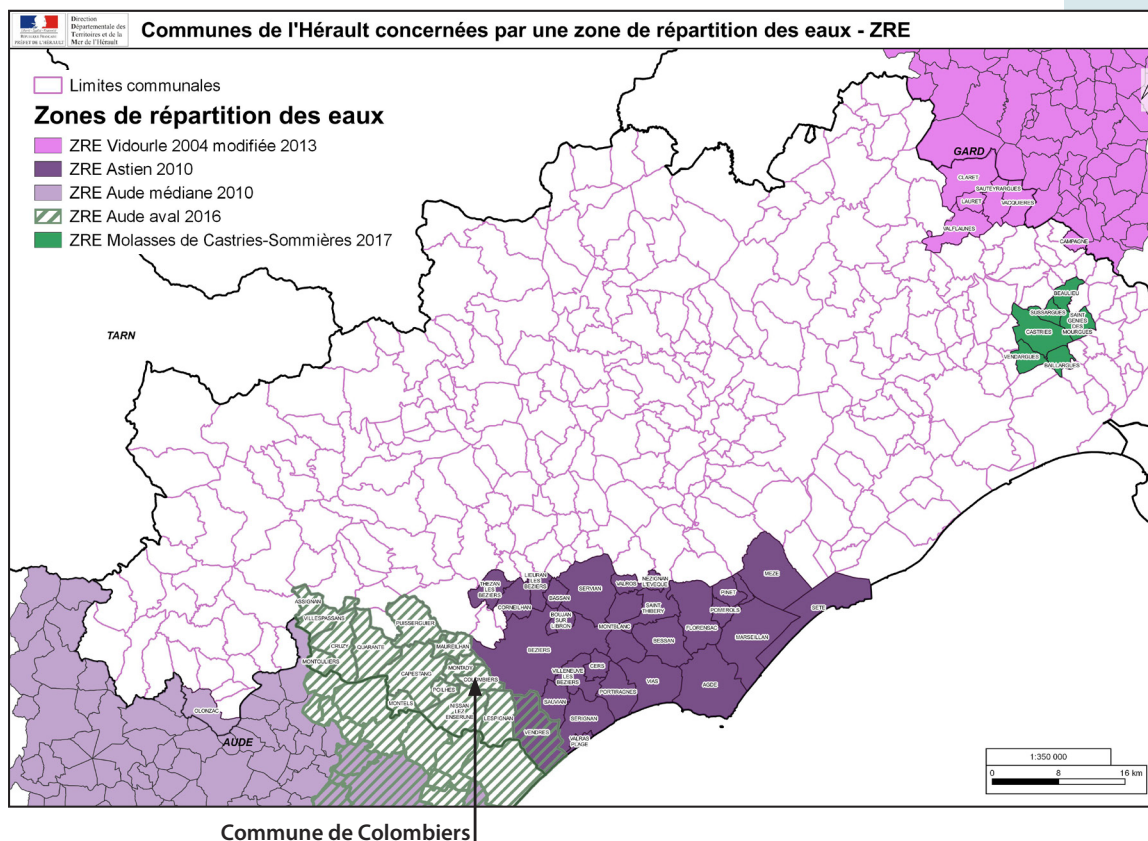 Direction
Départementale des
Territoires et de la
Mer de l'Hérault
PRÉFET DE L'HÉRAULT
Communes de l'Hérault concernées par une zone de répartition des eaux - ZRE
Limites communales
Zones de répartition des eaux
ZRE Vidourle 2004 modifiée 2013
ZRE Astien 2010
ZRE Aude médiane 2010
ZRE Aude aval 2016
ZRE Molasses de Castries-Sommières 2017
GARD
CLARET
SAUTEYRARGUES
LAURET
VACQUIERES
VALFLAUNES
CAMPAGNE
BEAULIEU
SUSSARGUES
SAINT
GENIES
DES
MOURGUES
CASTRIES
VENDARGUES
BAILLARGUES
TARN
MEZE
THEZAN
LES
BEZIERS
LIEURAN
LES
BEZIERS
BASSAN
SERVIAN
VALROS
NEZIGNAN
L'EVEQUE
PINET
SETE
CORNEILHAN
BOUJAN
SUR
LIBRON
SAINT
THIBERY
POMEROLS
MONTBLANC
FLORENSAC
MARSEILLAN
BESSAN
BEZIERS
CERS
VILLENEUVE
LES
BEZIERS
VIAS
AGDE
PORTIRAGNES
SAUVIAN
SERIGNAN
VALRAS
PLAGE
VENDRES
ASSIGNAN
VILLESPASSANS
PUISSERGUIER
CRUZY
QUARANTE
MAUREILHAN
MONTOULIERS
MONTADY
CAPESTANG
COLOMBIERS
POILHES
MONTELS
NISSAN
LEZ
ENSERUNE
LESPIGNAN
OLONZAC
AUDE
1:350 000
0 8 16 km
Commune de Colombiers